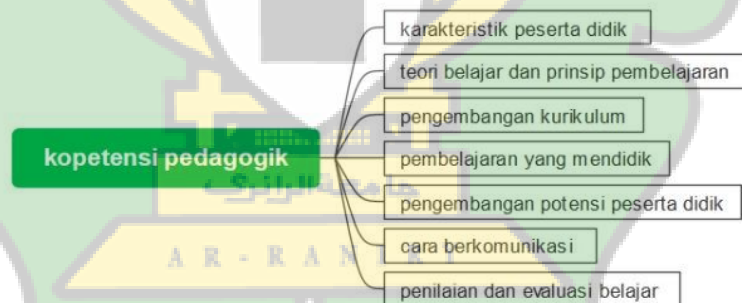 karakteristik peserta didik
teori belajar dan prinsip pembelajaran
pengembangan kurikulum
kopetensi pedagogik
pembelajaran yang mendidik
pengembangan potensi peserta didik
cara berkomunikasi
A R - R A N I R Y
penilaian dan evaluasi belajar